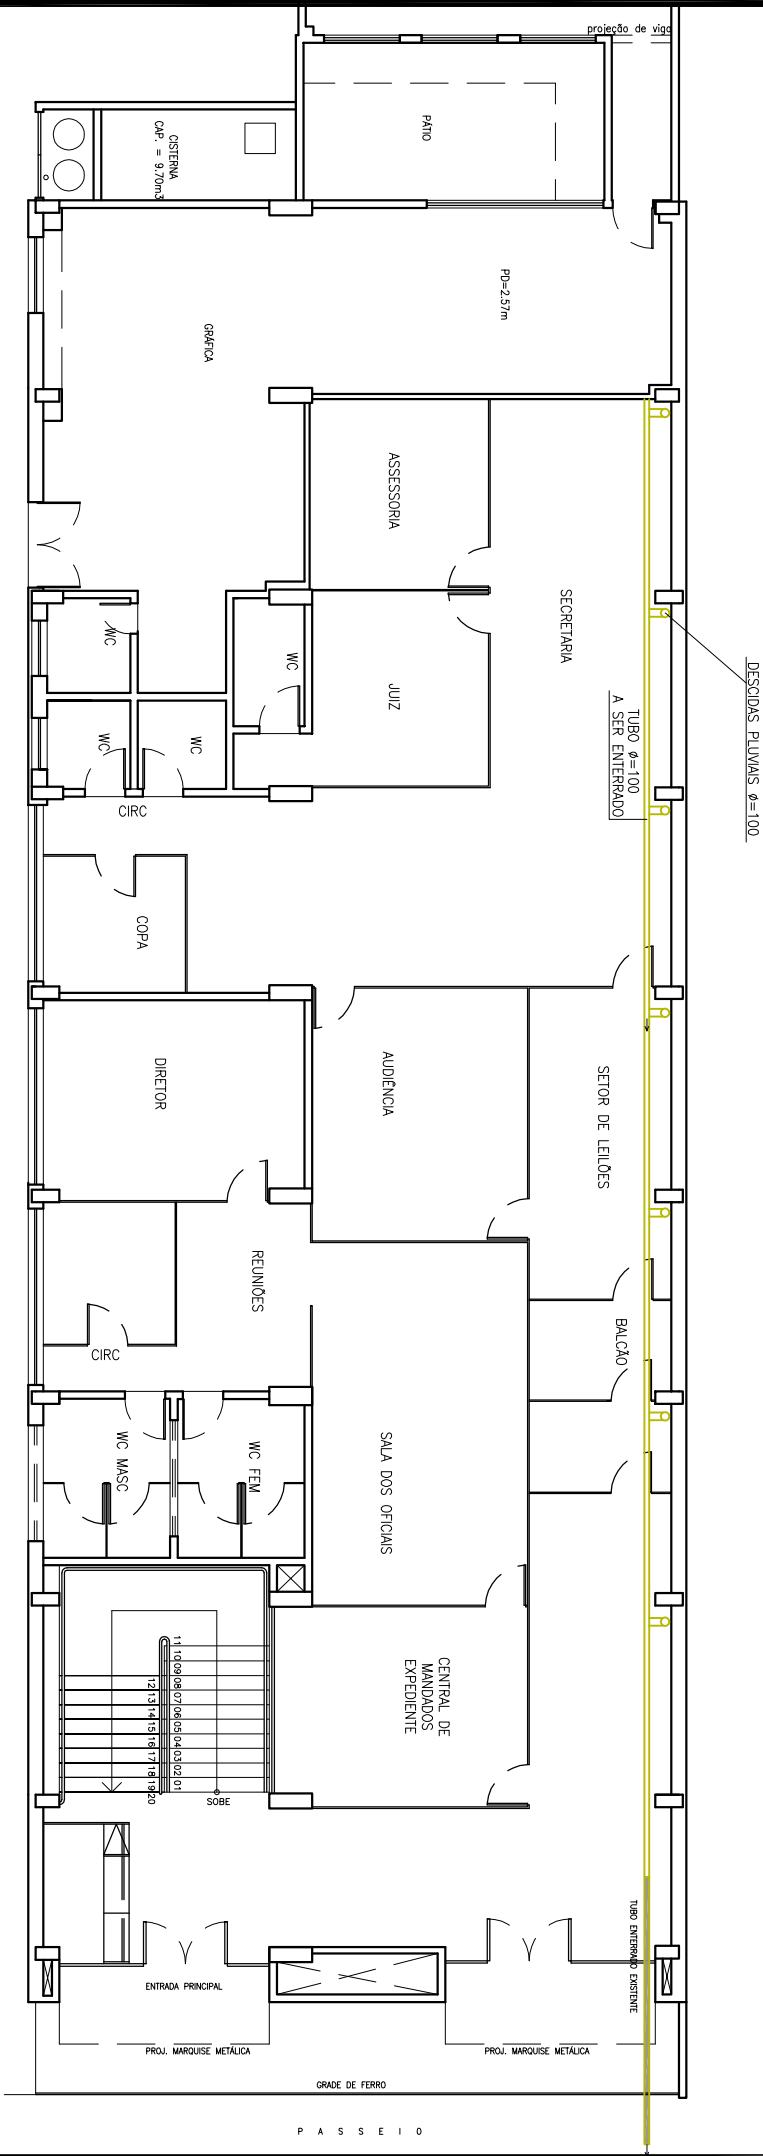 projeção de viga
PÁTIO
CISTERNA
CAP. = 9.70m3
PD=2.57m
GRÁFICA
ASSESSORIA
SECRETARIA
WC
WC
JUIZ
DESCIDAS PLUVIAIS ø=100
TUBO ø=100
A SER ENTERRADO
WC
WC
CIRC
COPA
DIRETOR
AUDIÊNCIA
SETOR DE LEILÕES
REUNIÕES
BALCÃO
CIRC
WC MASC
WC FEM
SALA DOS OFICIAIS
CENTRAL DE
MANDADOS
EXPEDIENTE
11 10 09 08 07 06 05 04 03 02 01
12 13 14 15 16 17 18 19 20
SOBE
TUBO ENTERRADO EXISTENTE
ENTRADA PRINCIPAL
PROJ. MARQUISE METÁLICA
PROJ. MARQUISE METÁLICA
GRADE DE FERRO
P A S S E I O